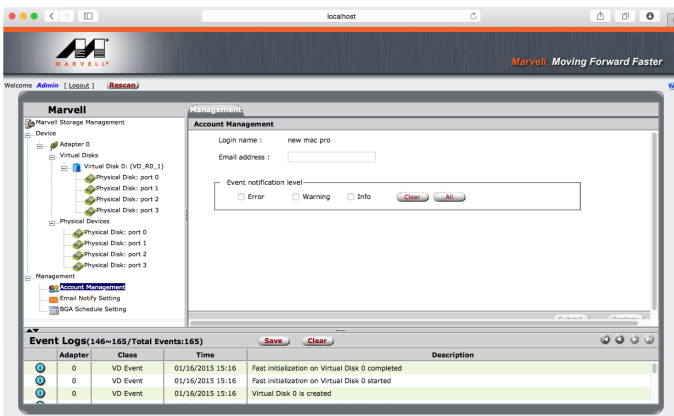 localhost
MARVELL®
Marvell. Moving Forward Faster
Welcome Admin [ Logout ] Rescan
Marvell
Marvell Storage Management
Device
Adapter 0
Virtual Disks
Virtual Disk 0: (VD_R0_1)
Physical Disk: port 0
Physical Disk: port 1
Physical Disk: port 2
Physical Disk: port 3
Physical Devices
Physical Disk: port 0
Physical Disk: port 1
Physical Disk: port 2
Physical Disk: port 3
Management
Account Management
Email Notify Setting
BGA Schedule Setting
Management
Account Management
Login name : new mac pro
Email address :
Event notification level
Error Warning Info Clear All
Submit Restore
Event Logs(146~165/Total Events:165) Save Clear
Adapter Class Time Description
0 VD Event 01/16/2015 15:16 Fast initialization on Virtual Disk 0 completed
0 VD Event 01/16/2015 15:16 Fast initialization on Virtual Disk 0 started
0 VD Event 01/16/2015 15:16 Virtual Disk 0 is created